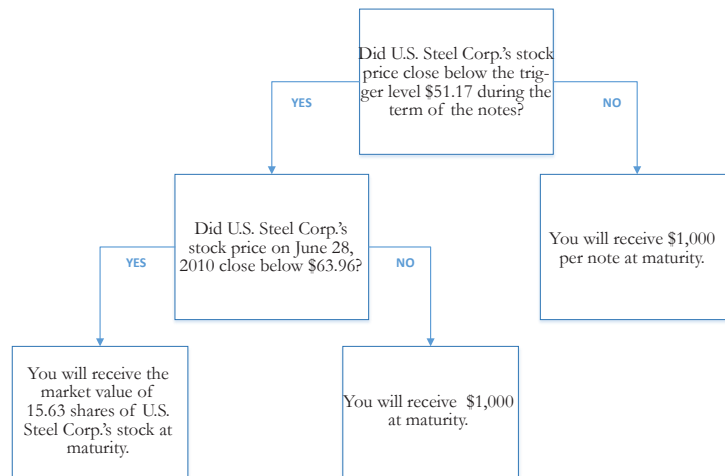 Did U.S. Steel Corp.'s stock
price close below the trig-
ger level $51.17 during the
term of the notes?
YES
NO
Did U.S. Steel Corp.'s
stock price on June 28,
2010 close below $63.96?
You will receive $1,000
per note at maturity.
YES
NO
You will receive the
market value of
15.63 shares of U.S.
Steel Corp.'s stock at
maturity.
You will receive $1,000
at maturity.